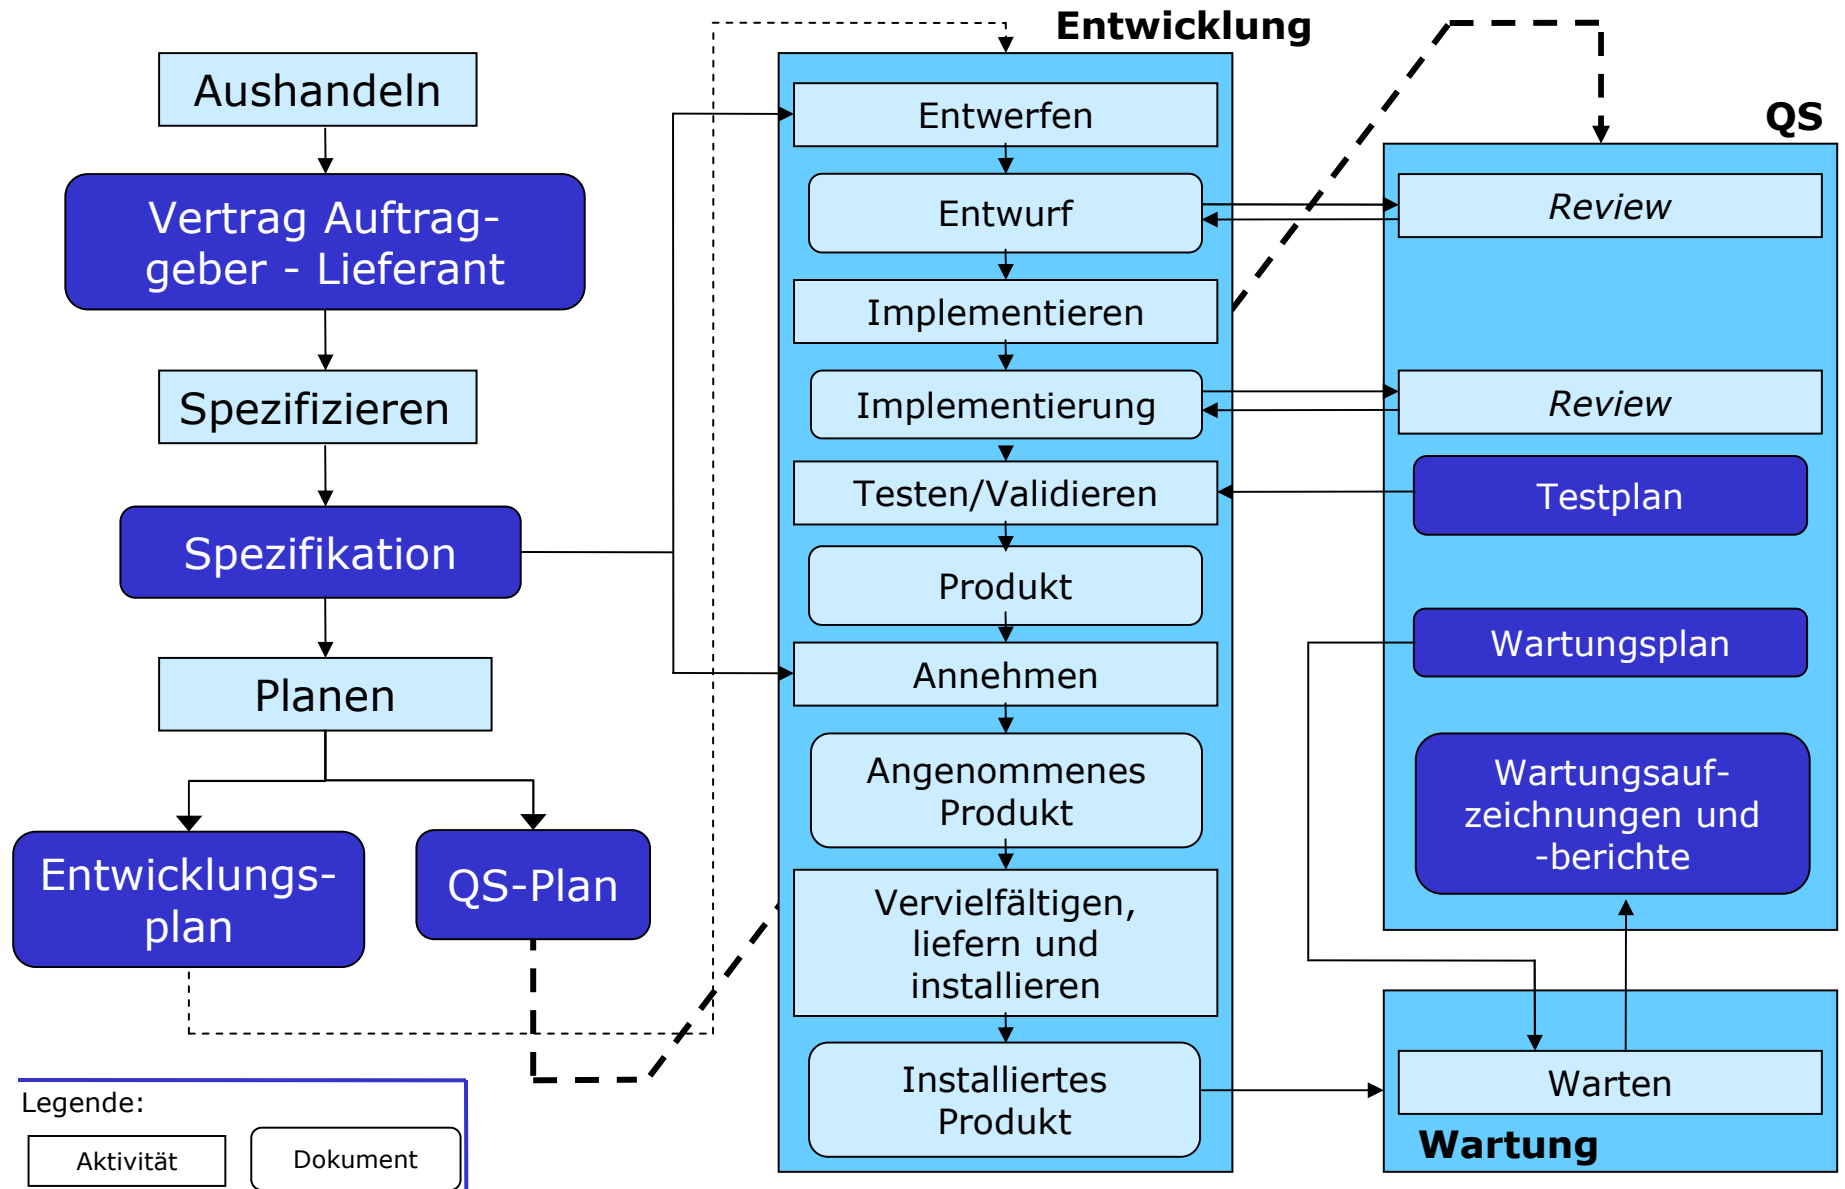 Aushandeln
Vertrag Auftrag-
geber - Lieferant
Spezifizieren
Spezifikation
Planen
Entwicklungs-
plan
QS-Plan
Legende:
Aktivität
Dokument
Entwicklung
Entwerfen
Entwurf
Implementieren
Implementierung
Testen/Validieren
Produkt
Annehmen
Angenommenes
Produkt
Vervielfältigen,
liefern und
installieren
Installiertes
Produkt
QS
Review
Review
Testplan
Wartungsplan
Wartungsauf-
zeichnungen und
-berichte
Warten
Wartung